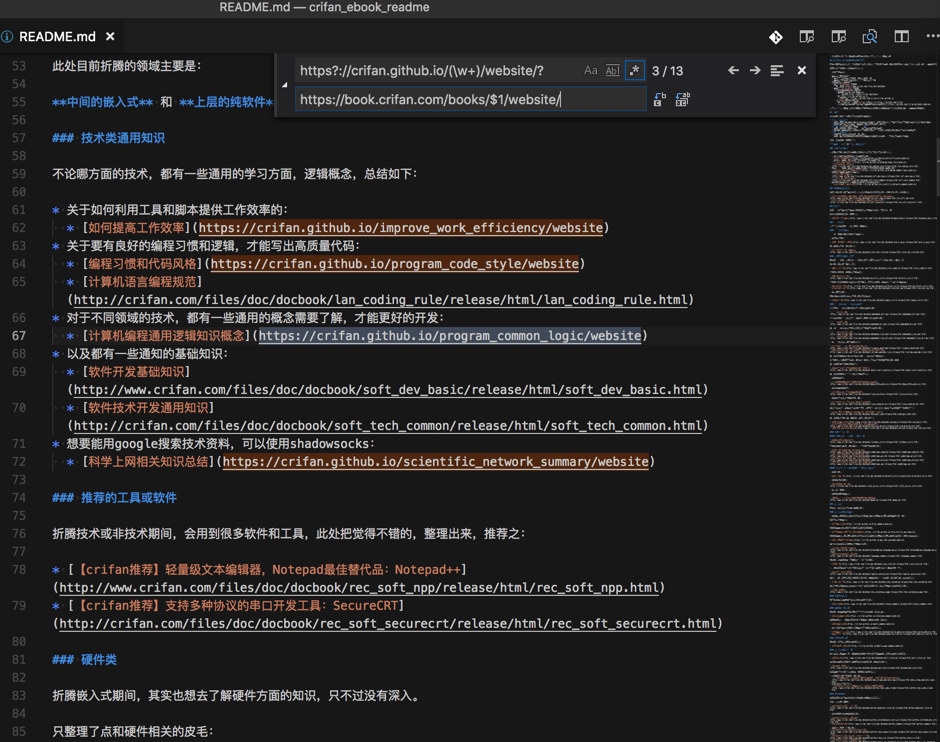 README.md — crifan_ebook_readme
README.md
https?://crifan.github.io/(\w+)/website/?
Aa Abl .* 3 / 13
https://book.crifan.com/books/$1/website/
53 此处目前折腾的领域主要是：
54
55 **中间的嵌入式** 和 **上层的纯软件*
56
57 ### 技术类通用知识
58
59 不论哪方面的技术，都有一些通用的学习方面，逻辑概念，总结如下：
60
61 * 关于如何利用工具和脚本提供工作效率的：
62 * [如何提高工作效率](https://crifan.github.io/improve_work_efficiency/website)
63 * 关于要有良好的编程习惯和逻辑，才能写出高质量代码：
64 * [编程习惯和代码风格](https://crifan.github.io/program_code_style/website)
65 * [计算机语言编程规范]
(http://crifan.com/files/doc/docbook/lan_coding_rule/release/html/lan_coding_rule.html)
66 * 对于不同领域的技术，都有一些通用的概念需要了解，才能更好的开发：
67 * [计算机编程通用逻辑知识概念](https://crifan.github.io/program_common_logic/website)
68 * 以及都有一些通知的基础知识：
69 * [软件开发基础知识]
(http://www.crifan.com/files/doc/docbook/soft_dev_basic/release/html/soft_dev_basic.html)
70 * [软件技术开发通用知识]
(http://www.crifan.com/files/doc/docbook/soft_tech_common/release/html/soft_tech_common.html)
71 * 想要能用google搜索技术资料，可以使用shadowsocks：
72 * [科学上网相关知识总结](https://crifan.github.io/scientific_network_summary/website)
73
74 ### 推荐的工具或软件
75
76 折腾技术或非技术期间，会用到很多软件和工具，此处把觉得不错的，整理出来，推荐之：
77
78 * [【crifan推荐】轻量级文本编辑器，Notepad最佳替代品：Notepad++]
(http://www.crifan.com/files/doc/docbook/rec_soft_npp/release/html/rec_soft_npp.html)
79 * [【crifan推荐】支持多种协议的串口开发工具：SecureCRT]
(http://crifan.com/files/doc/docbook/rec_soft_securecrt/release/html/rec_soft_securecrt.html)
80
81 ### 硬件类
82
83 折腾嵌入式期间，其实也想去了解硬件方面的知识，只不过没有深入。
84
85 只整理了点和硬件相关的皮毛：